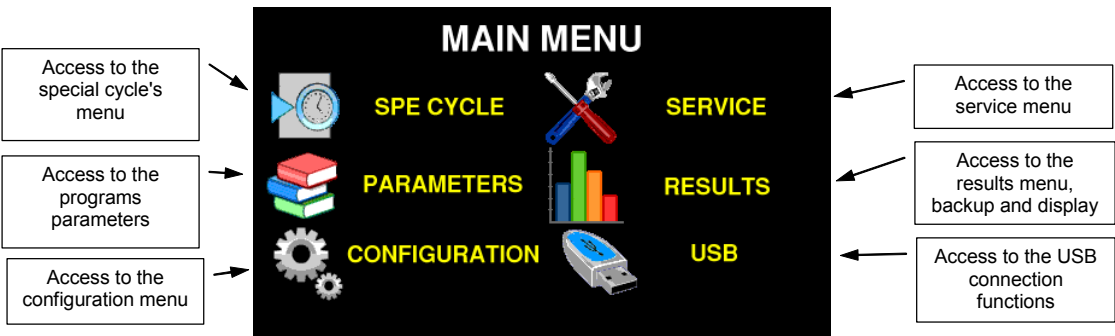 MAIN MENU
Access to the
special cycle's
menu
SPE CYCLE
SERVICE
Access to the
service menu
Access to the
programs
parameters
PARAMETERS
RESULTS
Access to the
results menu,
backup and display
Access to the
configuration menu
CONFIGURATION
USB
Access to the USB
connection
functions